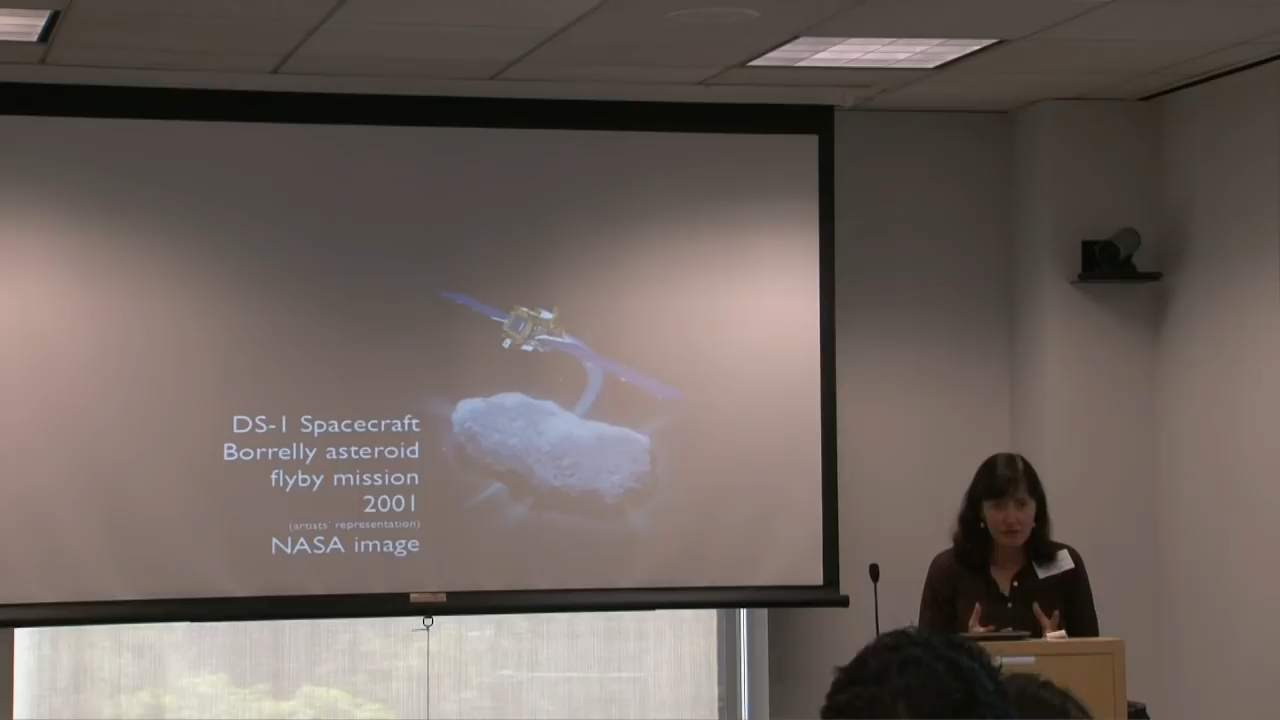 DS-1 Spacecraft
Borrelly asteroid
flyby mission
2001
(artists' representation)
NASA image